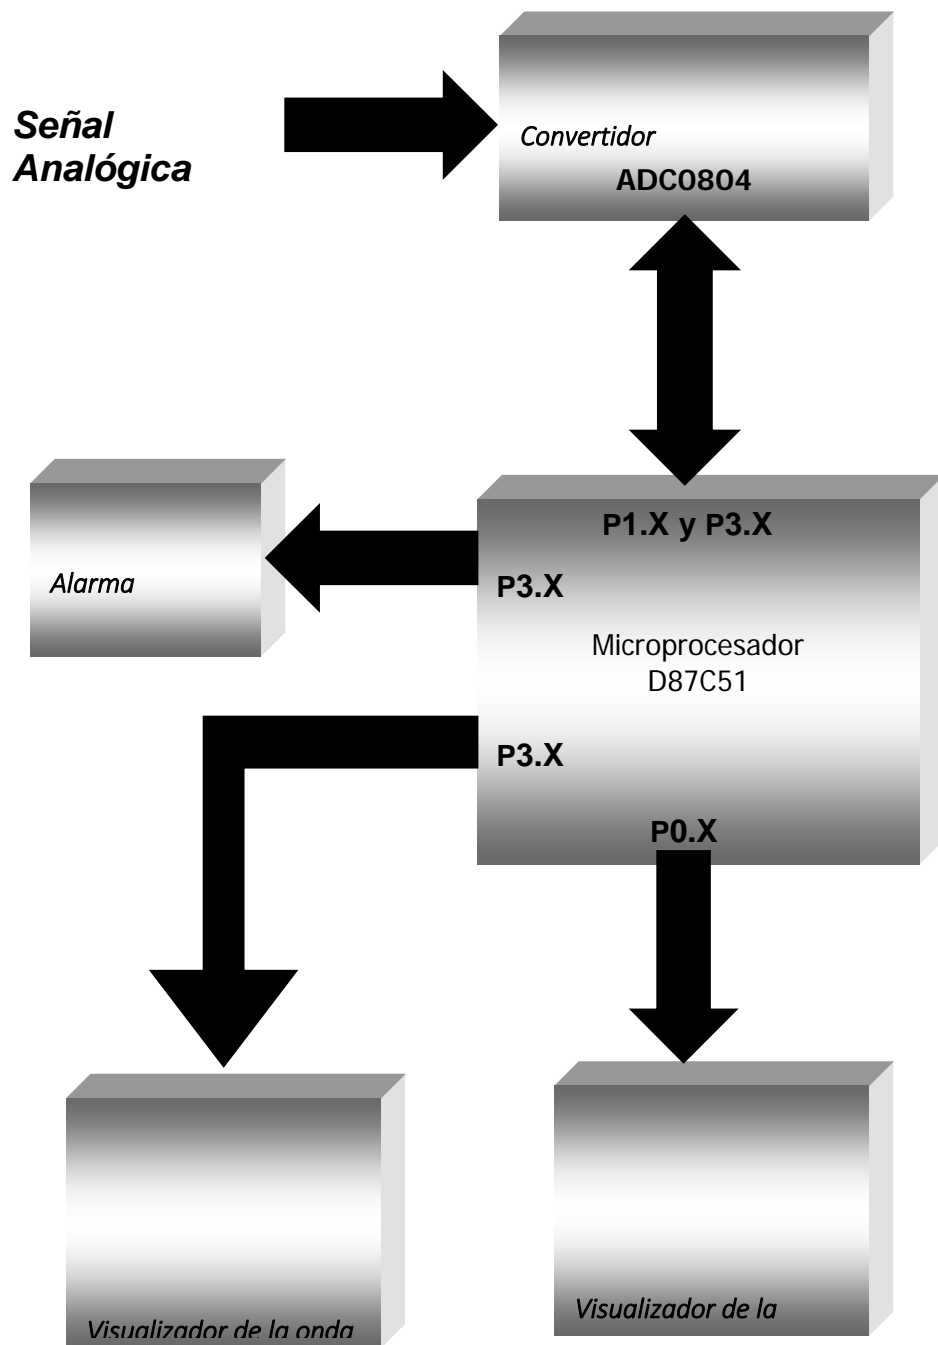 Señal
Analógica
Convertidor
ADC0804
P1.X y P3.X
P3.X
Alarma
Microprocesador
D87C51
P3.X
P0.X
Visualizador de la onda
Visualizador de la